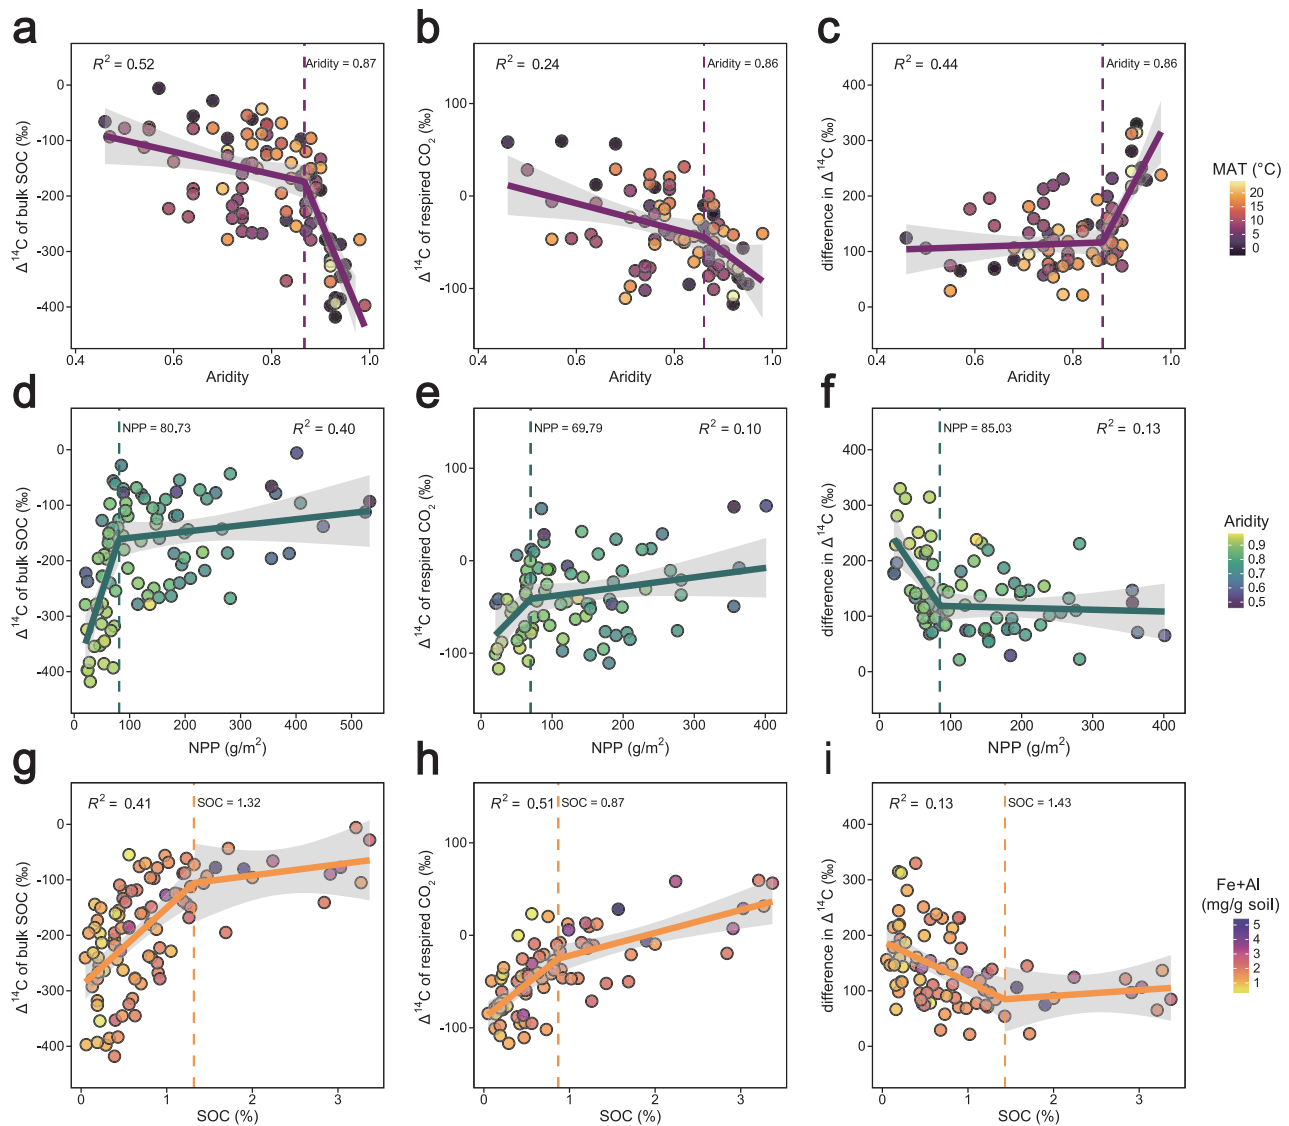 a
R² = 0.52
Aridity = 0.87
0
-100
-200
-300
-400
Δ¹⁴C of bulk SOC (‰)
0.4
0.6
0.8
1.0
Aridity
b
R² = 0.24
Aridity = 0.86
100
0
-100
Δ¹⁴C of respired CO₂ (‰)
0.4
0.6
0.8
1.0
Aridity
c
R² = 0.44
Aridity = 0.86
400
300
200
100
0
difference in Δ¹⁴C (‰)
0.4
0.6
0.8
1.0
Aridity
MAT (°C)
20
15
10
5
0
d
NPP = 80.73
R² = 0.40
0
-100
-200
-300
-400
Δ¹⁴C of bulk SOC (‰)
0
100
200
300
400
500
NPP (g/m²)
e
NPP = 69.79
R² = 0.10
100
0
-100
Δ¹⁴C of respired CO₂ (‰)
0
100
200
300
400
NPP (g/m²)
f
NPP = 85.03
R² = 0.13
400
300
200
100
0
difference in Δ¹⁴C (‰)
0
100
200
300
400
NPP (g/m²)
Aridity
0.9
0.8
0.7
0.6
0.5
g
R² = 0.41
SOC = 1.32
0
-100
-200
-300
-400
Δ¹⁴C of bulk SOC (‰)
0
1
2
3
SOC (%)
h
R² = 0.51
SOC = 0.87
100
0
-100
Δ¹⁴C of respired CO₂ (‰)
0
1
2
3
SOC (%)
i
R² = 0.13
SOC = 1.43
400
300
200
100
0
difference in Δ¹⁴C (‰)
0
1
2
3
SOC (%)
Fe+Al
(mg/g soil)
5
4
3
2
1